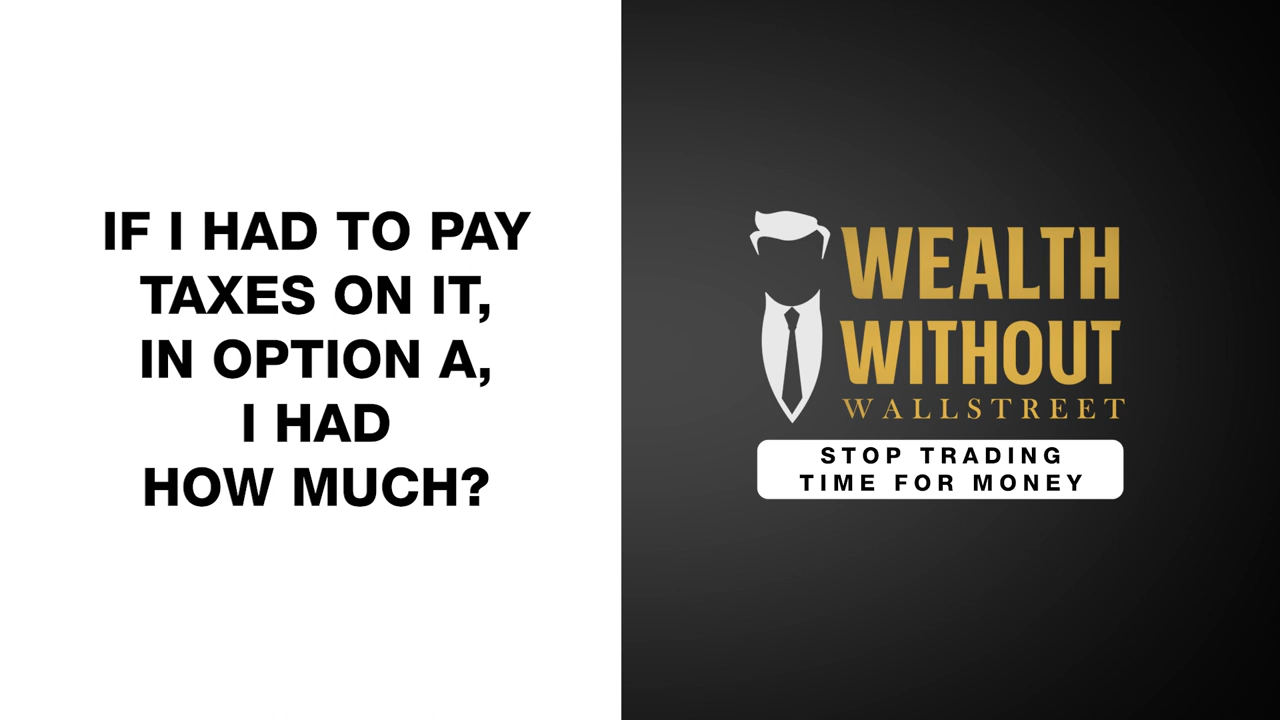 IF I HAD TO PAY
TAXES ON IT,
IN OPTION A,
I HAD
HOW MUCH?
WEALTH
WITHOUT
WALLSTREET
STOP TRADING
TIME FOR MONEY